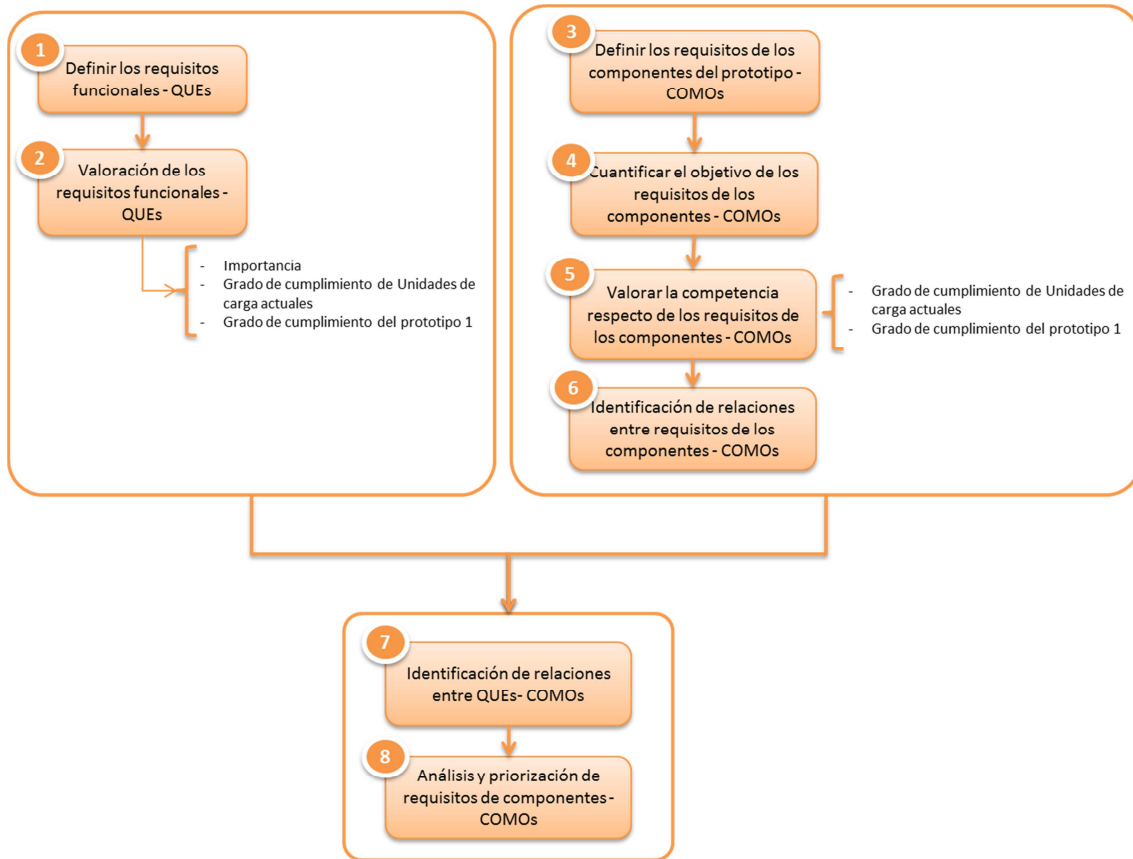 1
Definir los requisitos
funcionales - QUEs
2
Valoración de los
requisitos funcionales -
QUEs
- Importancia
- Grado de cumplimiento de Unidades de
carga actuales
- Grado de cumplimiento del prototipo 1
3
Definir los requisitos de los
componentes del prototipo -
COMOs
4
Cuantificar el objetivo de los
requisitos de los
componentes - COMOs
5
Valorar la competencia
respecto de los requisitos de
los componentes - COMOs
- Grado de cumplimiento de Unidades de
carga actuales
- Grado de cumplimiento del prototipo 1
6
Identificación de relaciones
entre requisitos de los
componentes - COMOs
7
Identificación de relaciones
entre QUEs- COMOs
8
Análisis y priorización de
requisitos de componentes -
COMOs